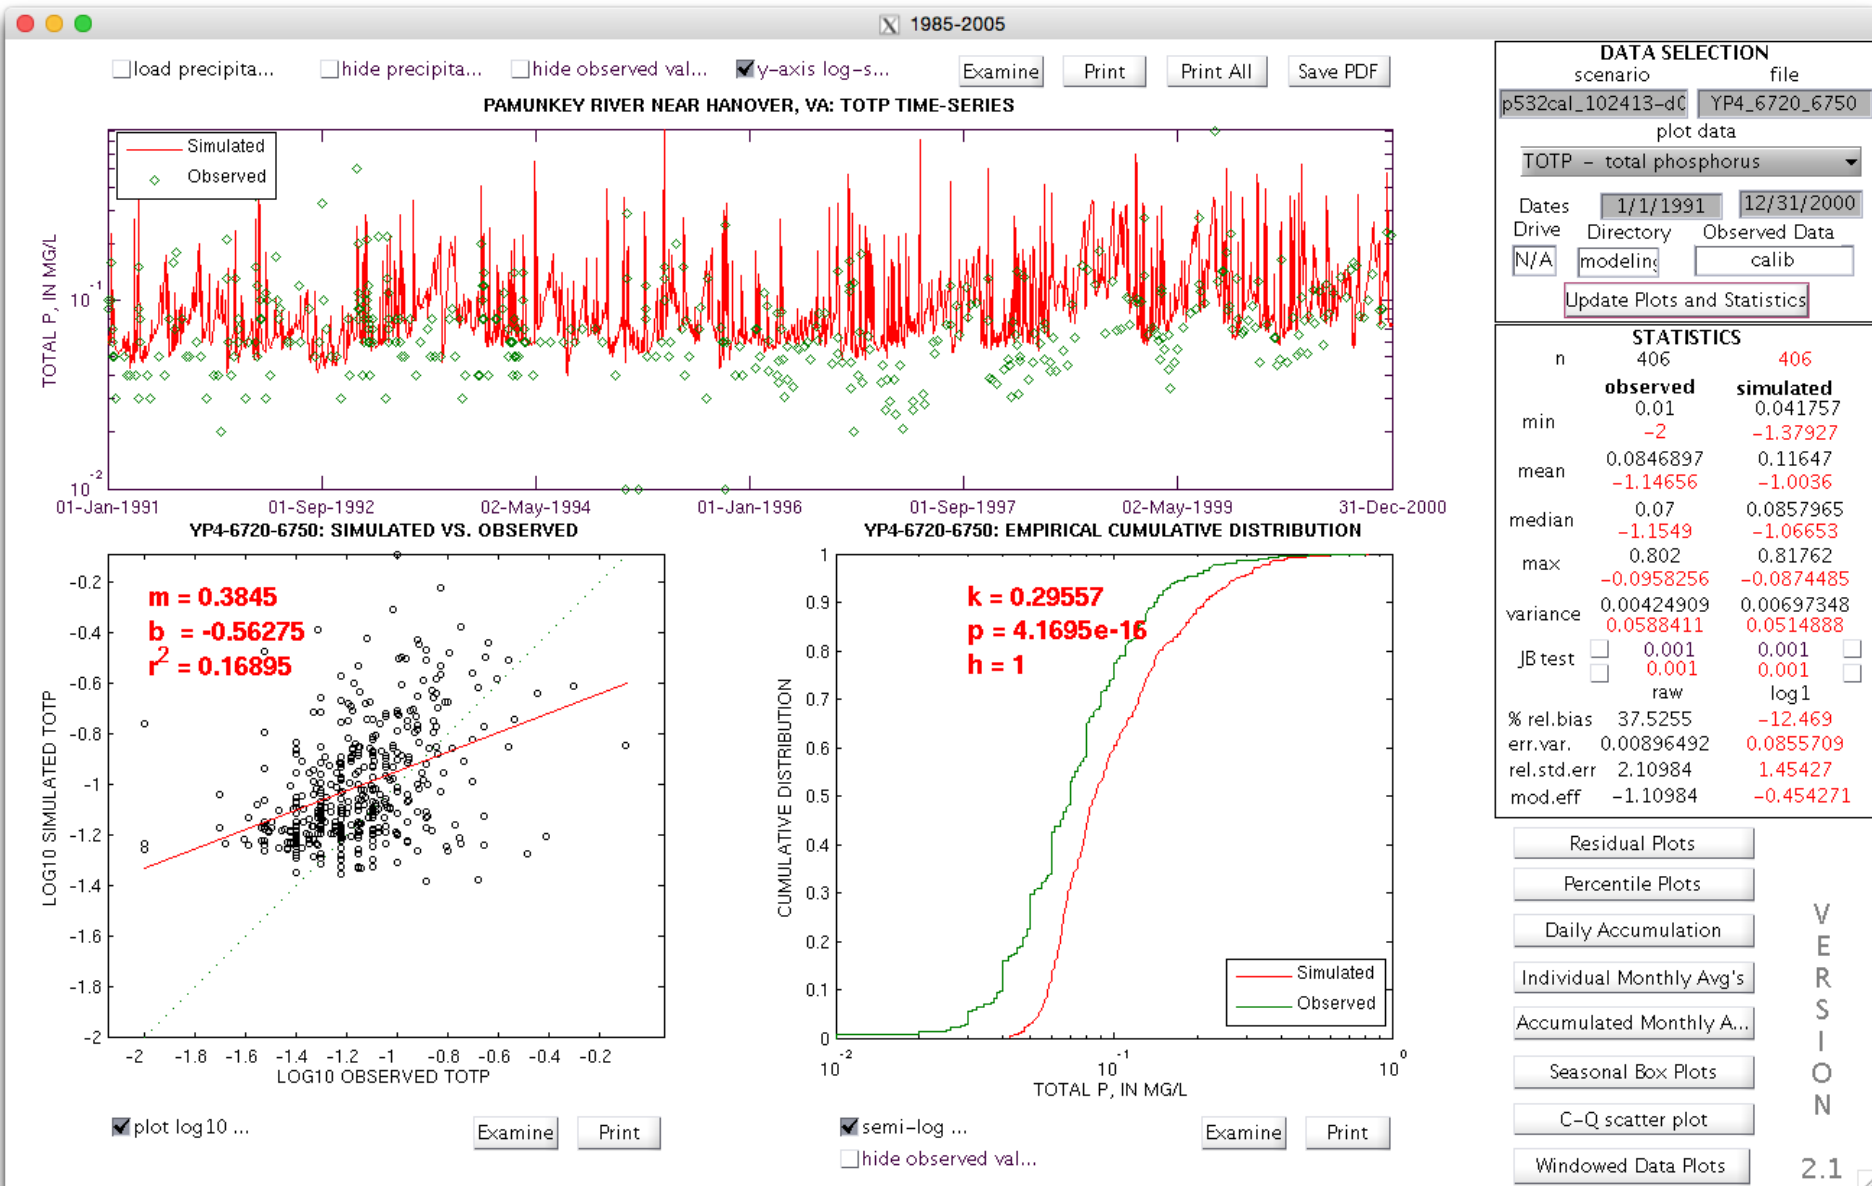 1985-2005
load precipita...
hide precipita...
hide observed val...
y-axis log-s...
Examine
Print
Print All
Save PDF
PAMUNKEY RIVER NEAR HANOVER, VA: TOTP TIME-SERIES
Simulated
Observed
TOTAL P, IN MG/L
10-1
10-2
01-Jan-1991
01-Sep-1992
02-May-1994
01-Jan-1996
01-Sep-1997
02-May-1999
31-Dec-2000
YP4-6720-6750: SIMULATED VS. OBSERVED
m = 0.3845
b = -0.56275
r2 = 0.16895
LOG10 SIMULATED TOTP
-0.2
-0.4
-0.6
-0.8
-1
-1.2
-1.4
-1.6
-1.8
-2
-2 -1.8 -1.6 -1.4 -1.2 -1 -0.8 -0.6 -0.4 -0.2
LOG10 OBSERVED TOTP
plot log10 ...
Examine
Print
YP4-6720-6750: EMPIRICAL CUMULATIVE DISTRIBUTION
k = 0.29557
p = 4.1695e-16
h = 1
CUMULATIVE DISTRIBUTION
1
0.9
0.8
0.7
0.6
0.5
0.4
0.3
0.2
0.1
0
Simulated
Observed
10-2 10-1 100
TOTAL P, IN MG/L
semi-log ...
hide observed val...
Examine
Print
DATA SELECTION
scenario file
p532cal_102413-d YP4_6720_6750
plot data
TOTP - total phosphorus
Dates 1/1/1991 12/31/2000
Drive Directory Observed Data
N/A modelin calib
Update Plots and Statistics
STATISTICS
n 406 406
observed simulated
min 0.01 0.041757
-2 -1.37927
mean 0.0846897 0.11647
-1.14656 -1.0036
median 0.07 0.0857965
-1.1549 -1.06653
max 0.802 0.81762
-0.0958256 -0.0874485
variance 0.00424909 0.00697348
0.0588411 0.0514888
JB test 0.001 0.001
0.001 0.001
raw log1
% rel.bias 37.5255 -12.469
err.var. 0.00896492 0.0855709
rel.std.err 2.10984 1.45427
mod.eff -1.10984 -0.454271
Residual Plots
Percentile Plots
Daily Accumulation
Individual Monthly Avg's
Accumulated Monthly A...
Seasonal Box Plots
C-Q scatter plot
Windowed Data Plots
VERSION
2.1